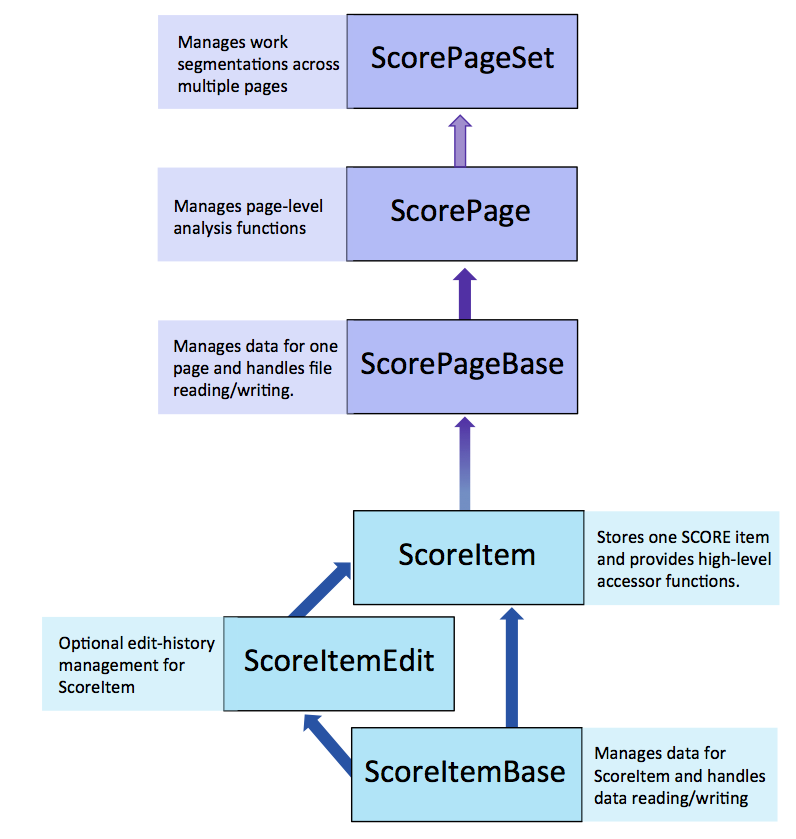 Manages work
segmentations across
multiple pages
ScorePageSet
Manages page-level
analysis functions
ScorePage
Manages data for one
page and handles file
reading/writing.
ScorePageBase
ScoreItem
Stores one SCORE item
and provides high-level
accessor functions.
Optional edit-history
management for
ScoreItem
ScoreItemEdit
ScoreItemBase
Manages data for
ScoreItem and handles
data reading/writing